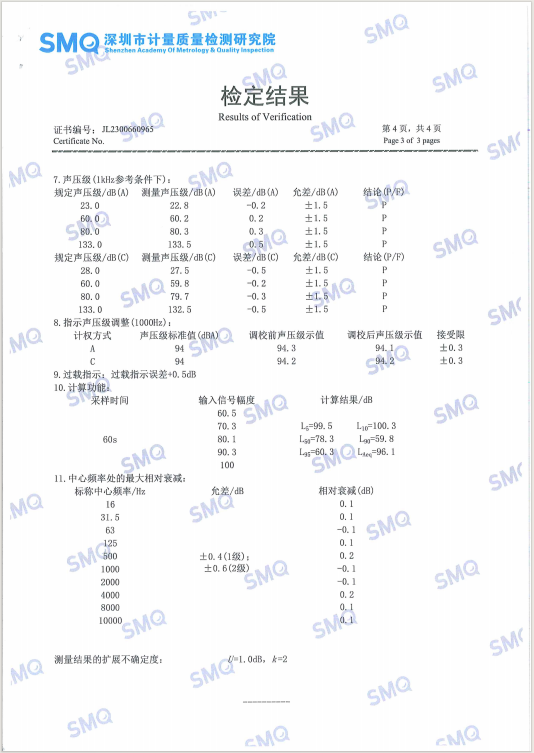 SMQ 深圳市计量质量检测研究院
Shenzhen Academy Of Metrology & Quality Inspection
检定结果
Results of Verification
证书编号：JL2300660965 第 4 页，共 4 页
Certificate No. Page 3 of 3 pages
7.声压级(1kHz参考条件下)：
规定声压级/dB(A) 测量声压级/dB(A) 误差/dB(A) 允差/dB(A) 结论(P/F)
23.0 22.8 -0.2 ±1.5 P
60.0 60.2 0.2 ±1.5 P
80.0 80.3 0.3 ±1.5 P
133.0 133.5 0.5 ±1.5 P
规定声压级/dB(C) 测量声压级/dB(C) 误差/dB(C) 允差/dB(C) 结论(P/F)
28.0 27.5 -0.5 ±1.5 P
60.0 59.8 -0.2 ±1.5 P
80.0 79.7 -0.3 ±1.5 P
133.0 132.5 -0.5 ±1.5 P
8.指示声压级调整(1000Hz)：
计权方式 声压级标准值(dBA) 调校前声压级示值 调校后声压级示值 接受限
A 94 94.3 94.1 ±0.3
C 94 94.2 94.2 ±0.3
9.过载指示：过载指示误差+0.5dB
10.计算功能：
采样时间 输入信号幅度 计算结果/dB
60.5
70.3 L5=99.5 L10=100.3
60s 80.1 L50=78.3 L90=59.8
90.3 L95=60.3 LAeq=96.1
100
11.中心频率处的最大相对衰减：
标称中心频率/Hz 允差/dB 相对衰减(dB)
16 0.1
31.5 0.1
63 -0.1
125 0.1
500 ±0.4(1级)； 0.2
1000 ±0.6(2级) -0.1
2000 -0.1
4000 0.2
8000 0.1
10000 0.1
测量结果的扩展不确定度： U=1.0dB，k=2